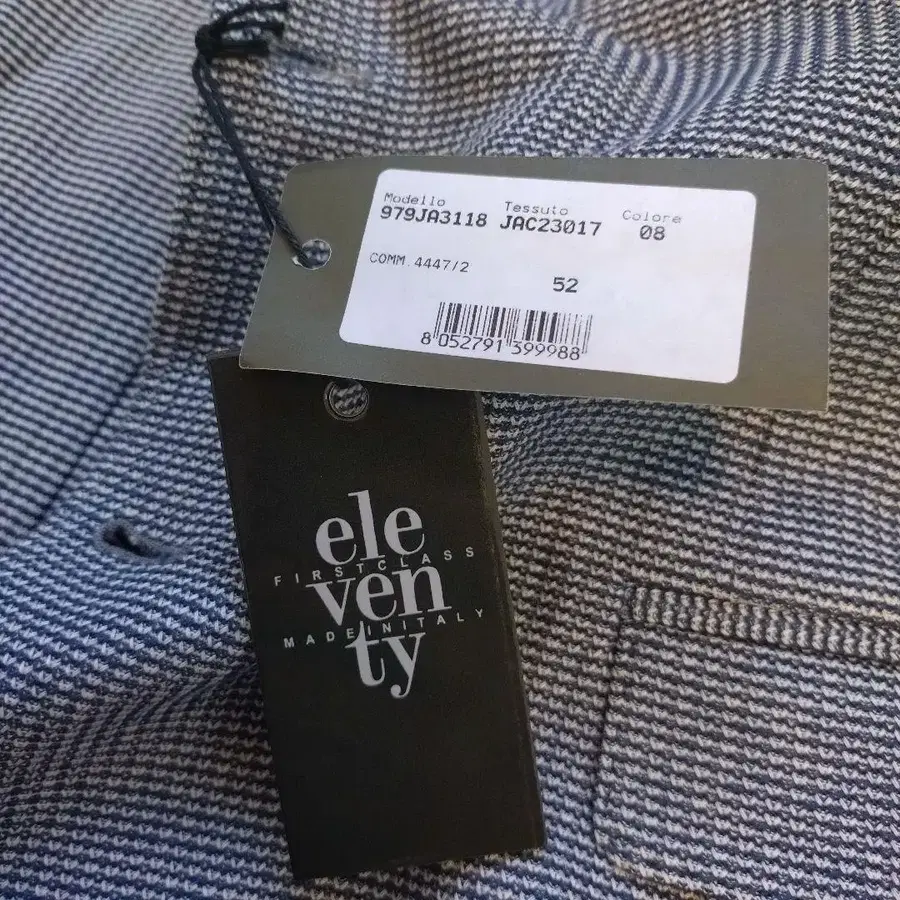 Modello Tessuto Colore
979JA3118 JAC23017 08
COMM.4447/2
52
8 052791 399988
ele
FIRSTCLASS
ven
MADEINITALY
ty